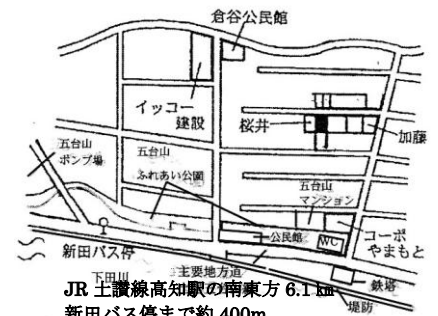 倉谷公民館
イッコー
建設
桜井
加藤
五台山
ポンプ場
五台山
ふれあい公園
五台山
マンション
公民館
WC
コーポ
やまもと
新田バス停
下田川
主要地方道
鉄塔
堤防
JR 土讃線高知駅の南東方 6.1 km
新田バス停まで約 400m